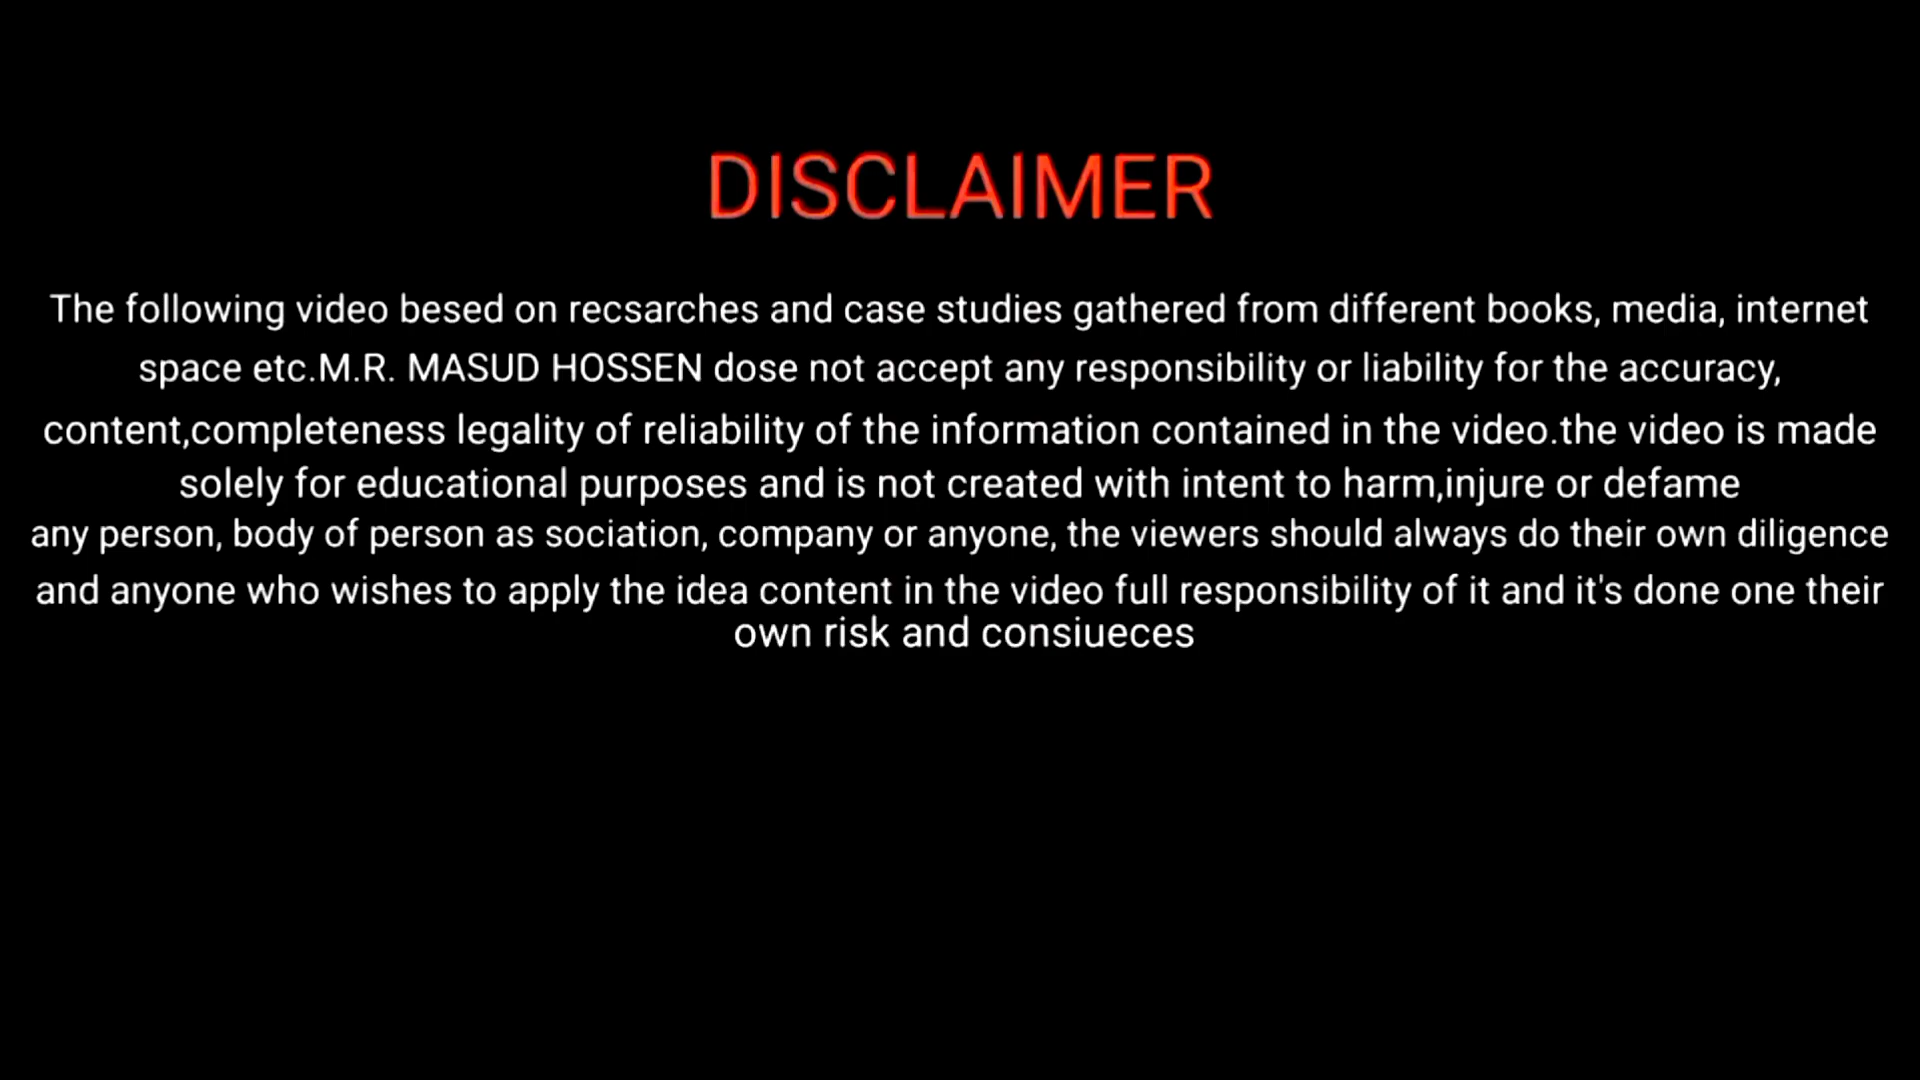 DISCLAIMER
The following video besed on recsarches and case studies gathered from different books, media, internet
space etc.M.R. MASUD HOSSEN dose not accept any responsibility or liability for the accuracy,
content,completeness legality of reliability of the information contained in the video.the video is made
solely for educational purposes and is not created with intent to harm,injure or defame
any person, body of person as sociation, company or anyone, the viewers should always do their own diligence
and anyone who wishes to apply the idea content in the video full responsibility of it and it's done one their
own risk and consiueces